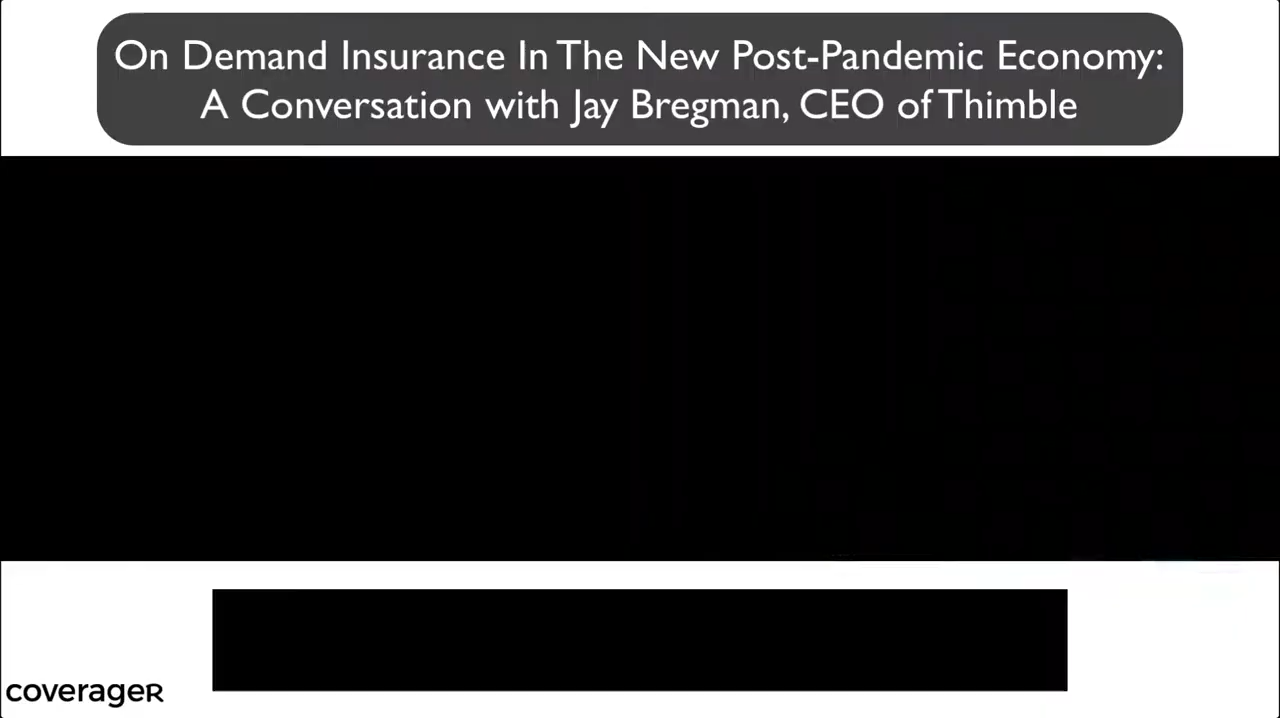 On Demand Insurance In The New Post-Pandemic Economy:
A Conversation with Jay Bregman, CEO of Thimble
coverageR